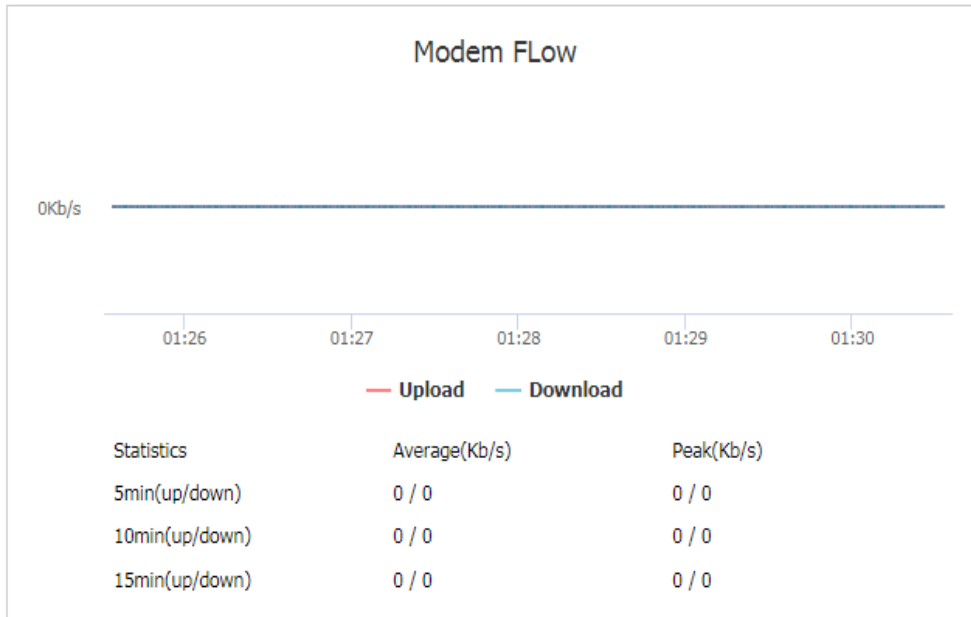 Modem FLow
0Kb/s
01:26 01:27 01:28 01:29 01:30
Upload Download
Statistics Average(Kb/s) Peak(Kb/s)
5min(up/down) 0 / 0 0 / 0
10min(up/down) 0 / 0 0 / 0
15min(up/down) 0 / 0 0 / 0